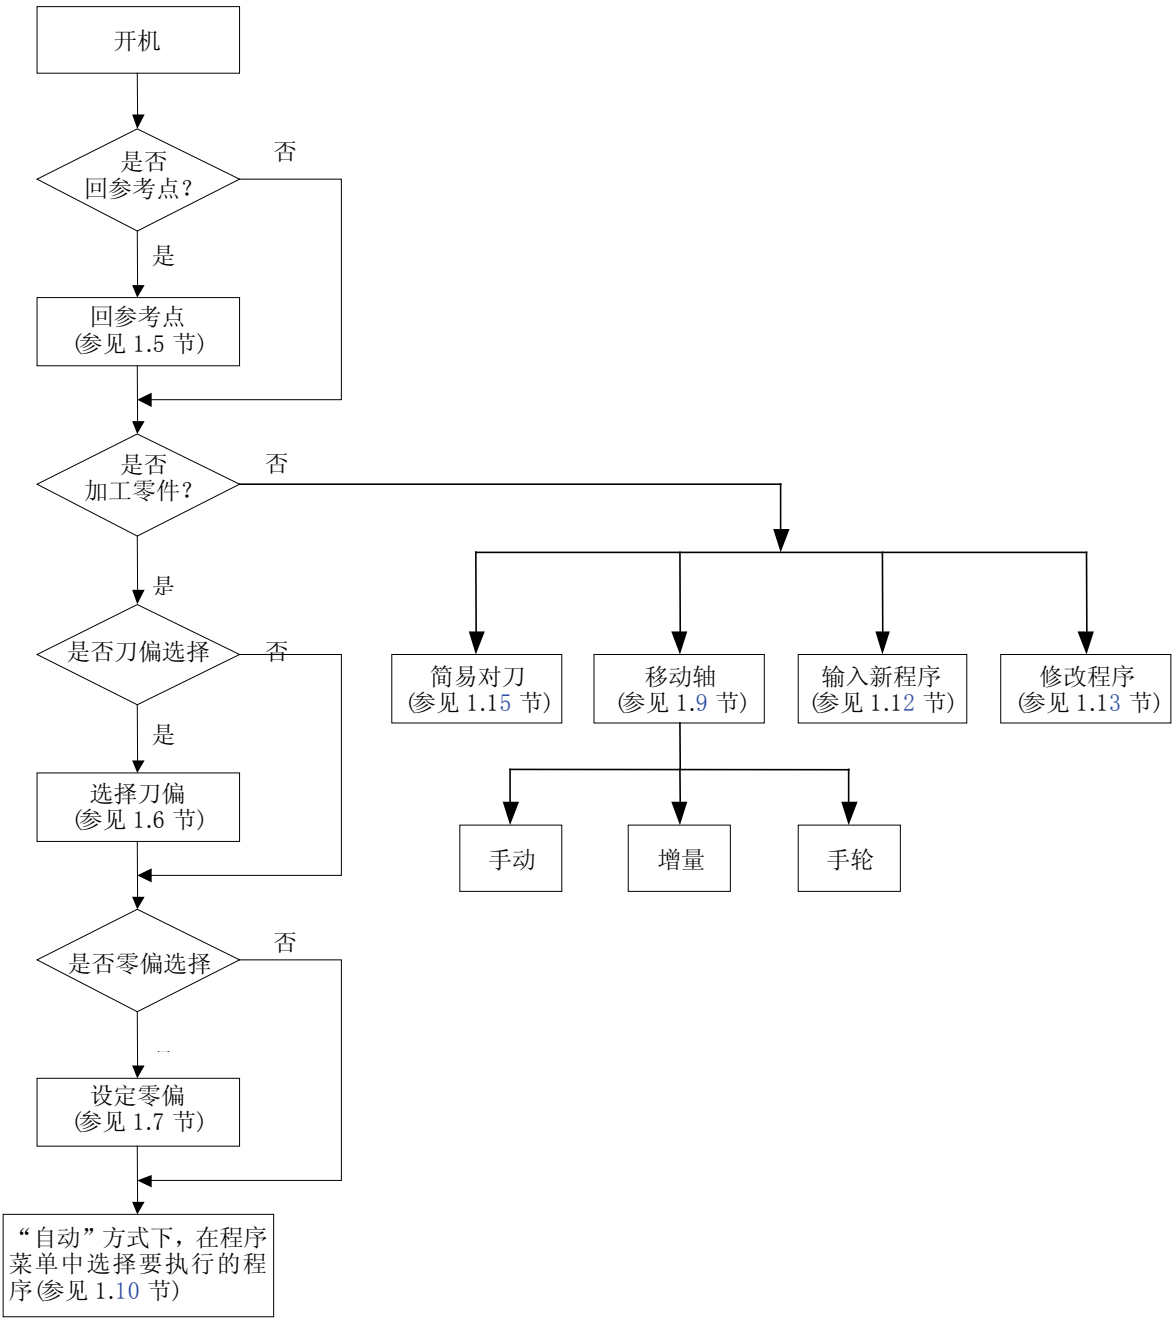 开机
是否
回参考点？
否
是
回参考点
(参见 1.5 节)
是否
加工零件？
否
是
是否刀偏选择
否
简易对刀
(参见 1.15 节)
移动轴
(参见 1.9 节)
输入新程序
(参见 1.12 节)
修改程序
(参见 1.13 节)
是
选择刀偏
(参见 1.6 节)
手动
增量
手轮
是否零偏选择
否
设定零偏
(参见 1.7 节)
“自动”方式下，在程序
菜单中选择要执行的程
序(参见 1.10 节)